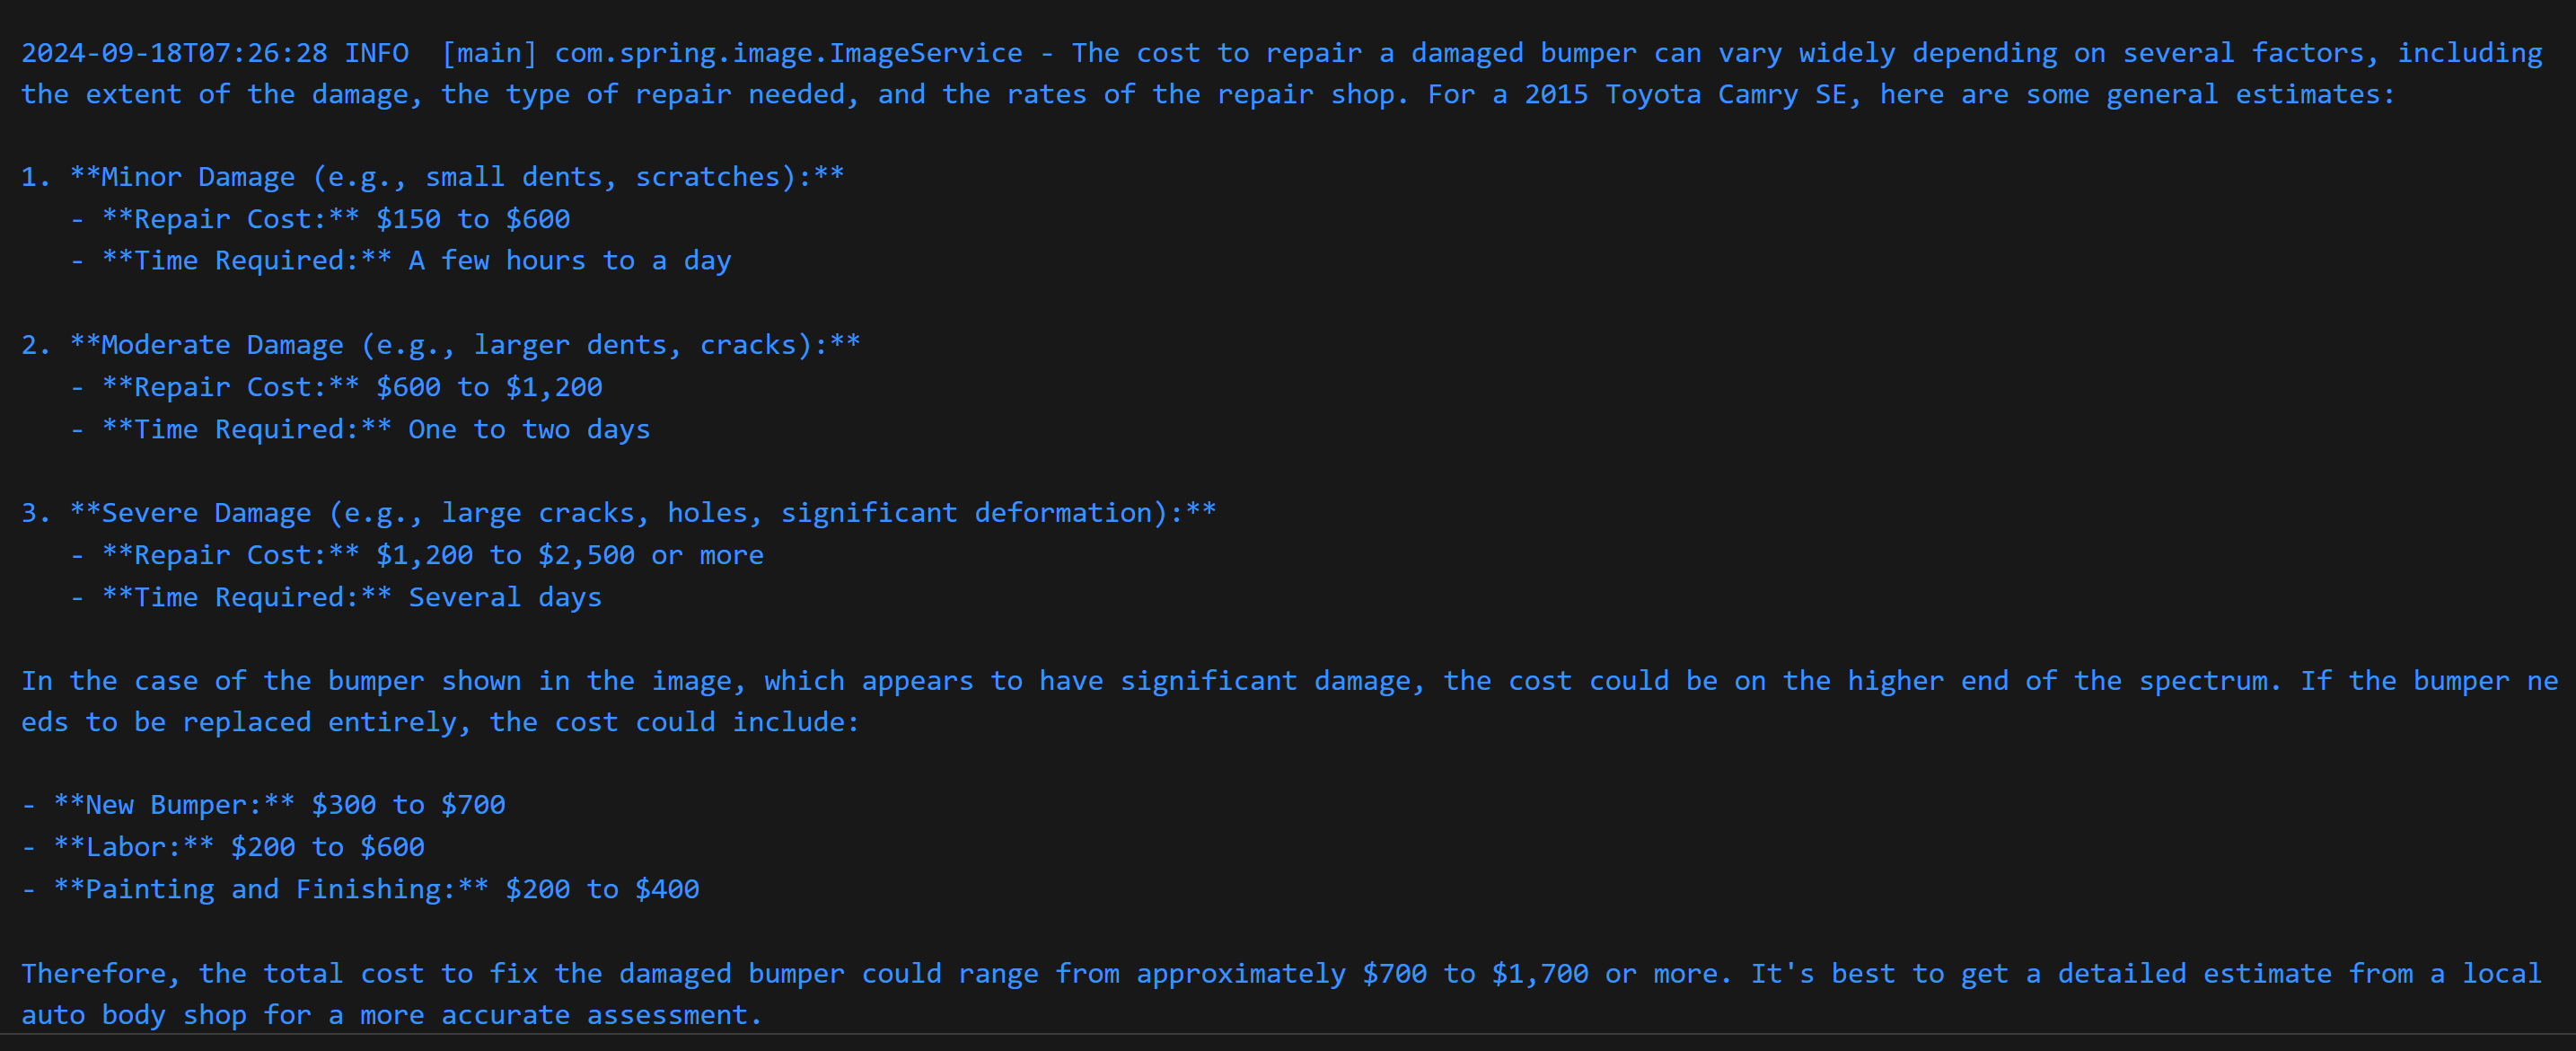 2024-09-18T07:26:28 INFO  [main] com.spring.image.ImageService - The cost to repair a damaged bumper can vary widely depending on several factors, including
the extent of the damage, the type of repair needed, and the rates of the repair shop. For a 2015 Toyota Camry SE, here are some general estimates:

1. **Minor Damage (e.g., small dents, scratches):**
   - **Repair Cost:** $150 to $600
   - **Time Required:** A few hours to a day

2. **Moderate Damage (e.g., larger dents, cracks):**
   - **Repair Cost:** $600 to $1,200
   - **Time Required:** One to two days

3. **Severe Damage (e.g., large cracks, holes, significant deformation):**
   - **Repair Cost:** $1,200 to $2,500 or more
   - **Time Required:** Several days

In the case of the bumper shown in the image, which appears to have significant damage, the cost could be on the higher end of the spectrum. If the bumper ne
eds to be replaced entirely, the cost could include:

- **New Bumper:** $300 to $700
- **Labor:** $200 to $600
- **Painting and Finishing:** $200 to $400

Therefore, the total cost to fix the damaged bumper could range from approximately $700 to $1,700 or more. It's best to get a detailed estimate from a local
auto body shop for a more accurate assessment.